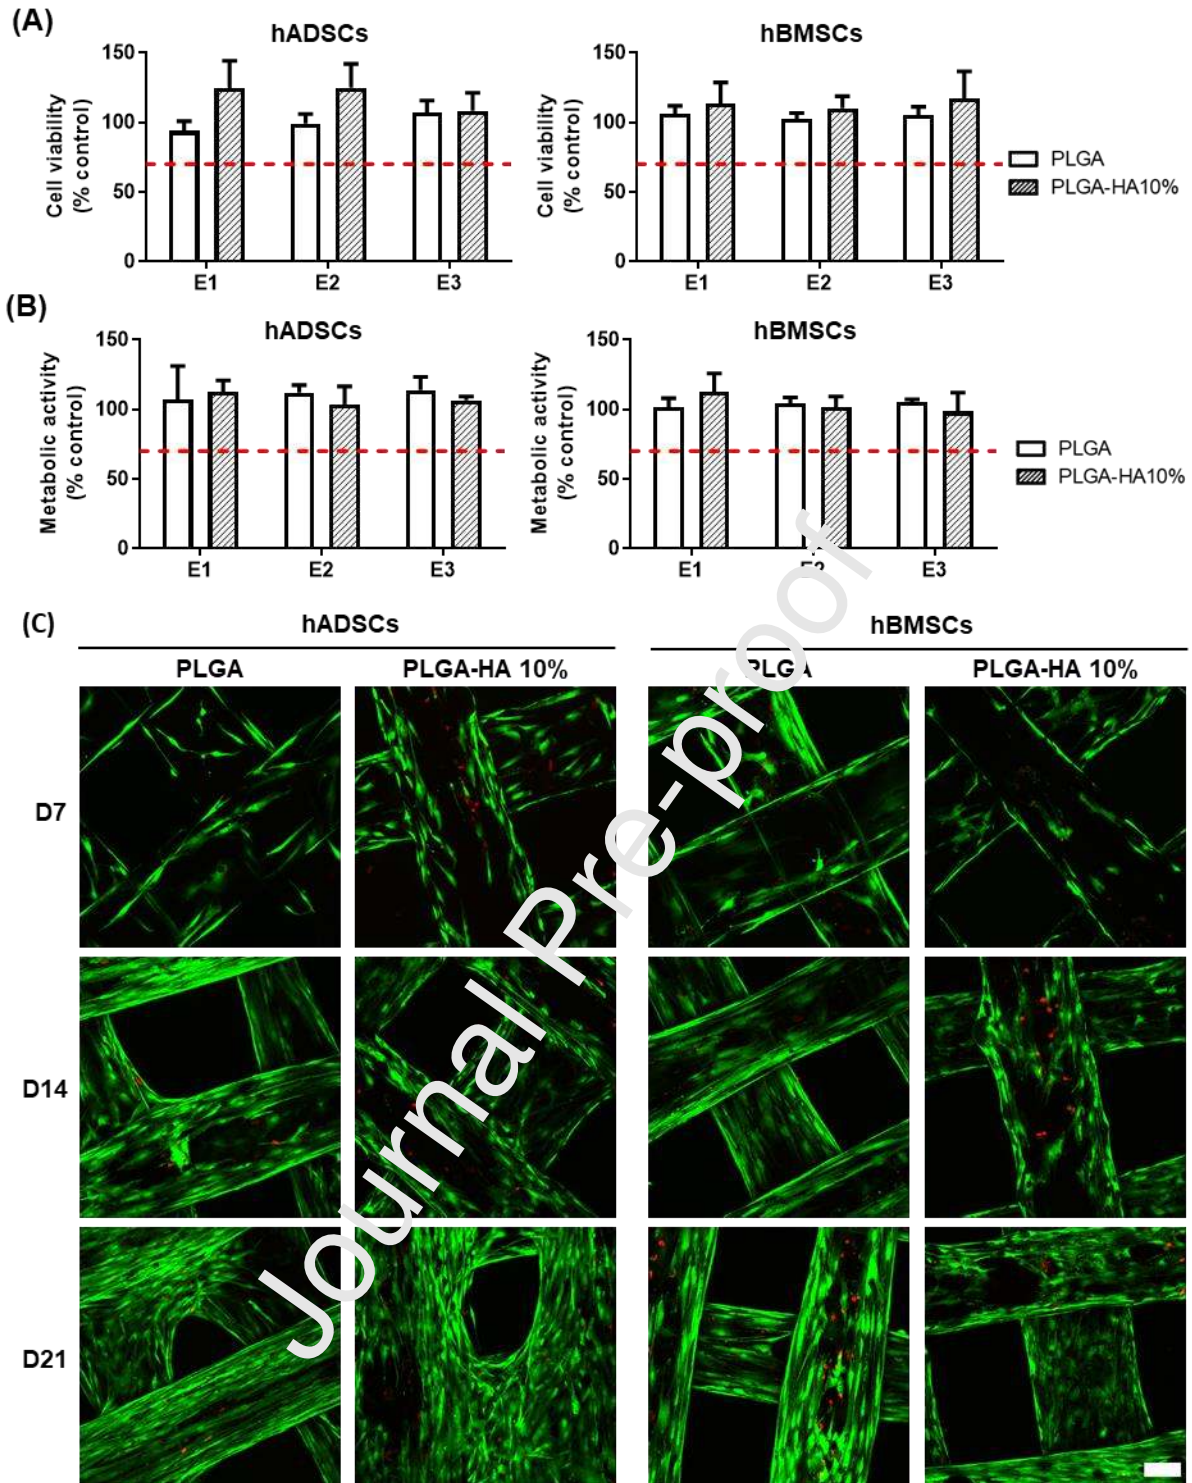 (A)
hADSCs
hBMSCs
Cell viability
(% control)
150
100
50
0
E1
E2
E3
Cell viability
(% control)
150
100
50
0
E1
E2
E3
PLGA
PLGA-HA10%
(B)
hADSCs
hBMSCs
Metabolic activity
(% control)
150
100
50
0
E1
E2
E3
Metabolic activity
(% control)
150
100
50
0
E1
E2
E3
PLGA
PLGA-HA10%
(C)
hADSCs
hBMSCs
PLGA
PLGA-HA 10%
PLGA
PLGA-HA 10%
D7
D14
D21
Journal Pre-proof